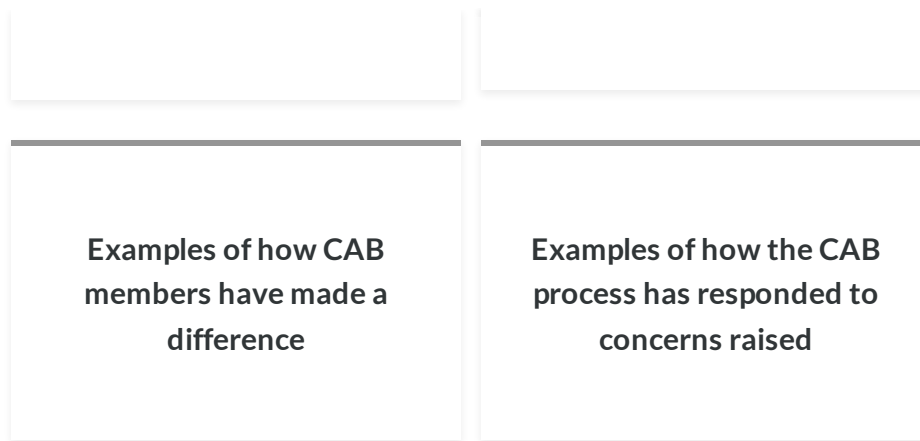 Examples of how CAB
members have made a
difference
Examples of how the CAB
process has responded to
concerns raised